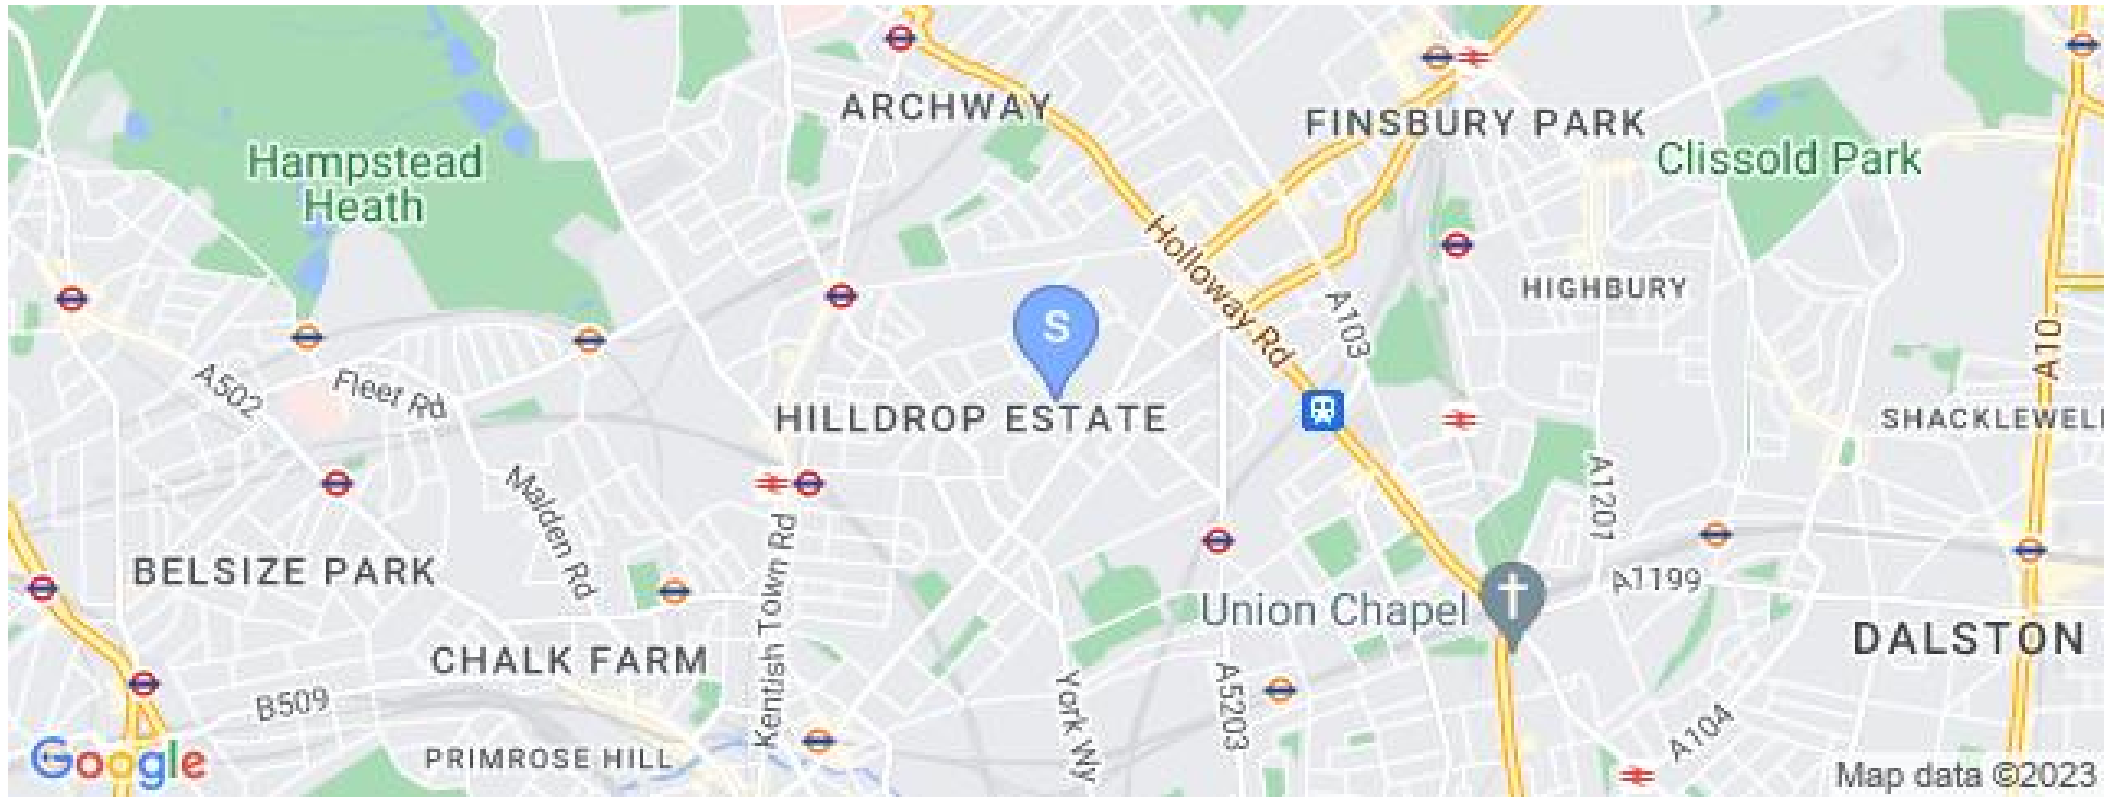 ARCHWAY
FINSBURY PARK
Hampstead
Heath
Clissold Park
Holloway Rd
HIGHBURY
A103
S
A10
A502
Fleet Rd
HILLDROP ESTATE
SHACKLEWELL
Malden Rd
A1201
Kentish Town Rd
BELSIZE PARK
A1199
Union Chapel
DALSTON
CHALK FARM
York Wy
A5203
B509
A104
PRIMROSE HILL
Google
Map data ©2023